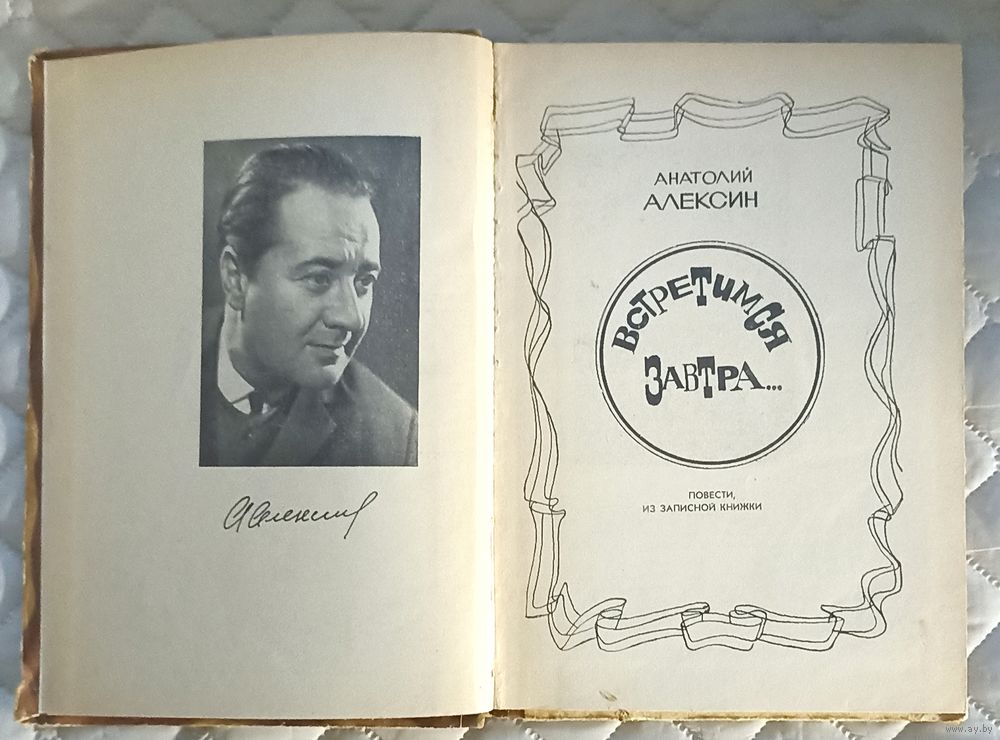 А Алексин
АНАТОЛИЙ
АЛЕКСИН
ВСТРЕТИМСЯ
ЗАВТРА...
ПОВЕСТИ,
ИЗ ЗАПИСНОЙ КНИЖКИ
www.ay.by